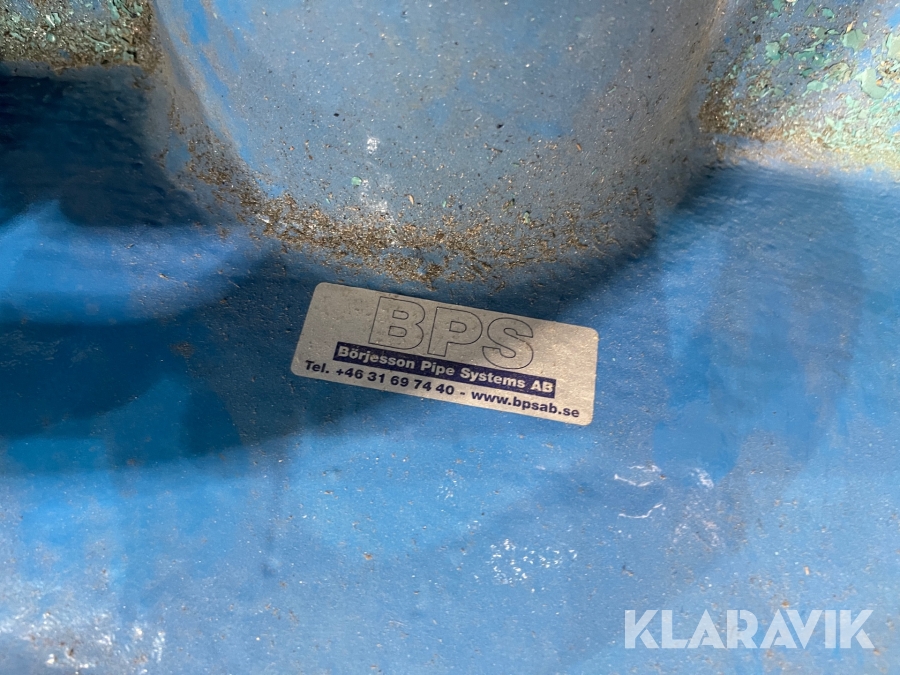 BPS
Börjesson Pipe Systems AB
Tel. +46 31 69 74 40 - www.bpsab.se
KLARAVIK